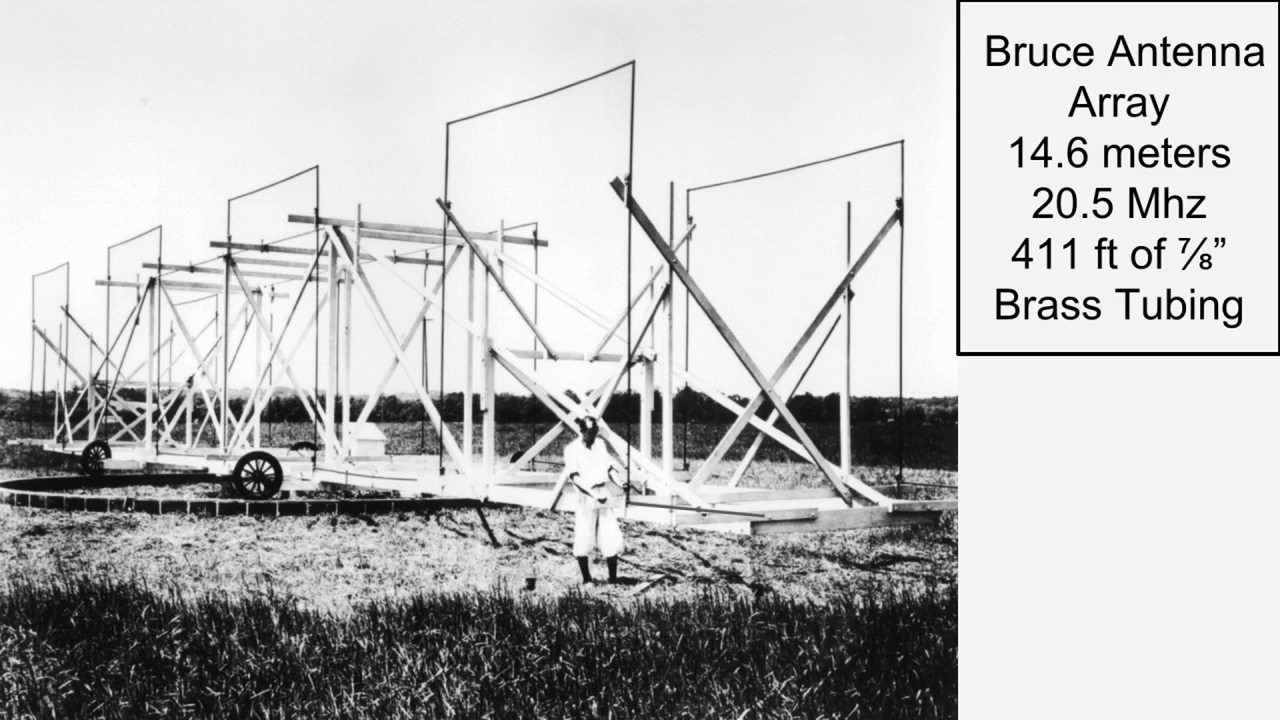 Bruce Antenna
Array
14.6 meters
20.5 Mhz
411 ft of ⅞”
Brass Tubing